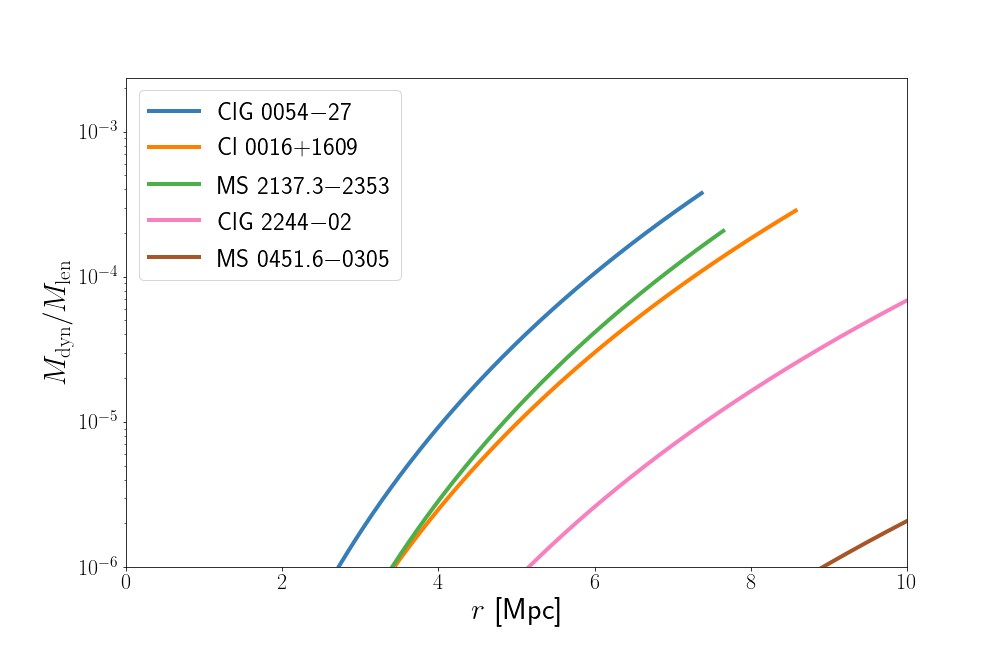 CIG 0054−27
CI 0016+1609
MS 2137.3−2353
CIG 2244−02
MS 0451.6−0305
10⁻³
10⁻⁴
10⁻⁵
10⁻⁶
M_dyn/M_len
0 2 4 6 8 10
r [Mpc]